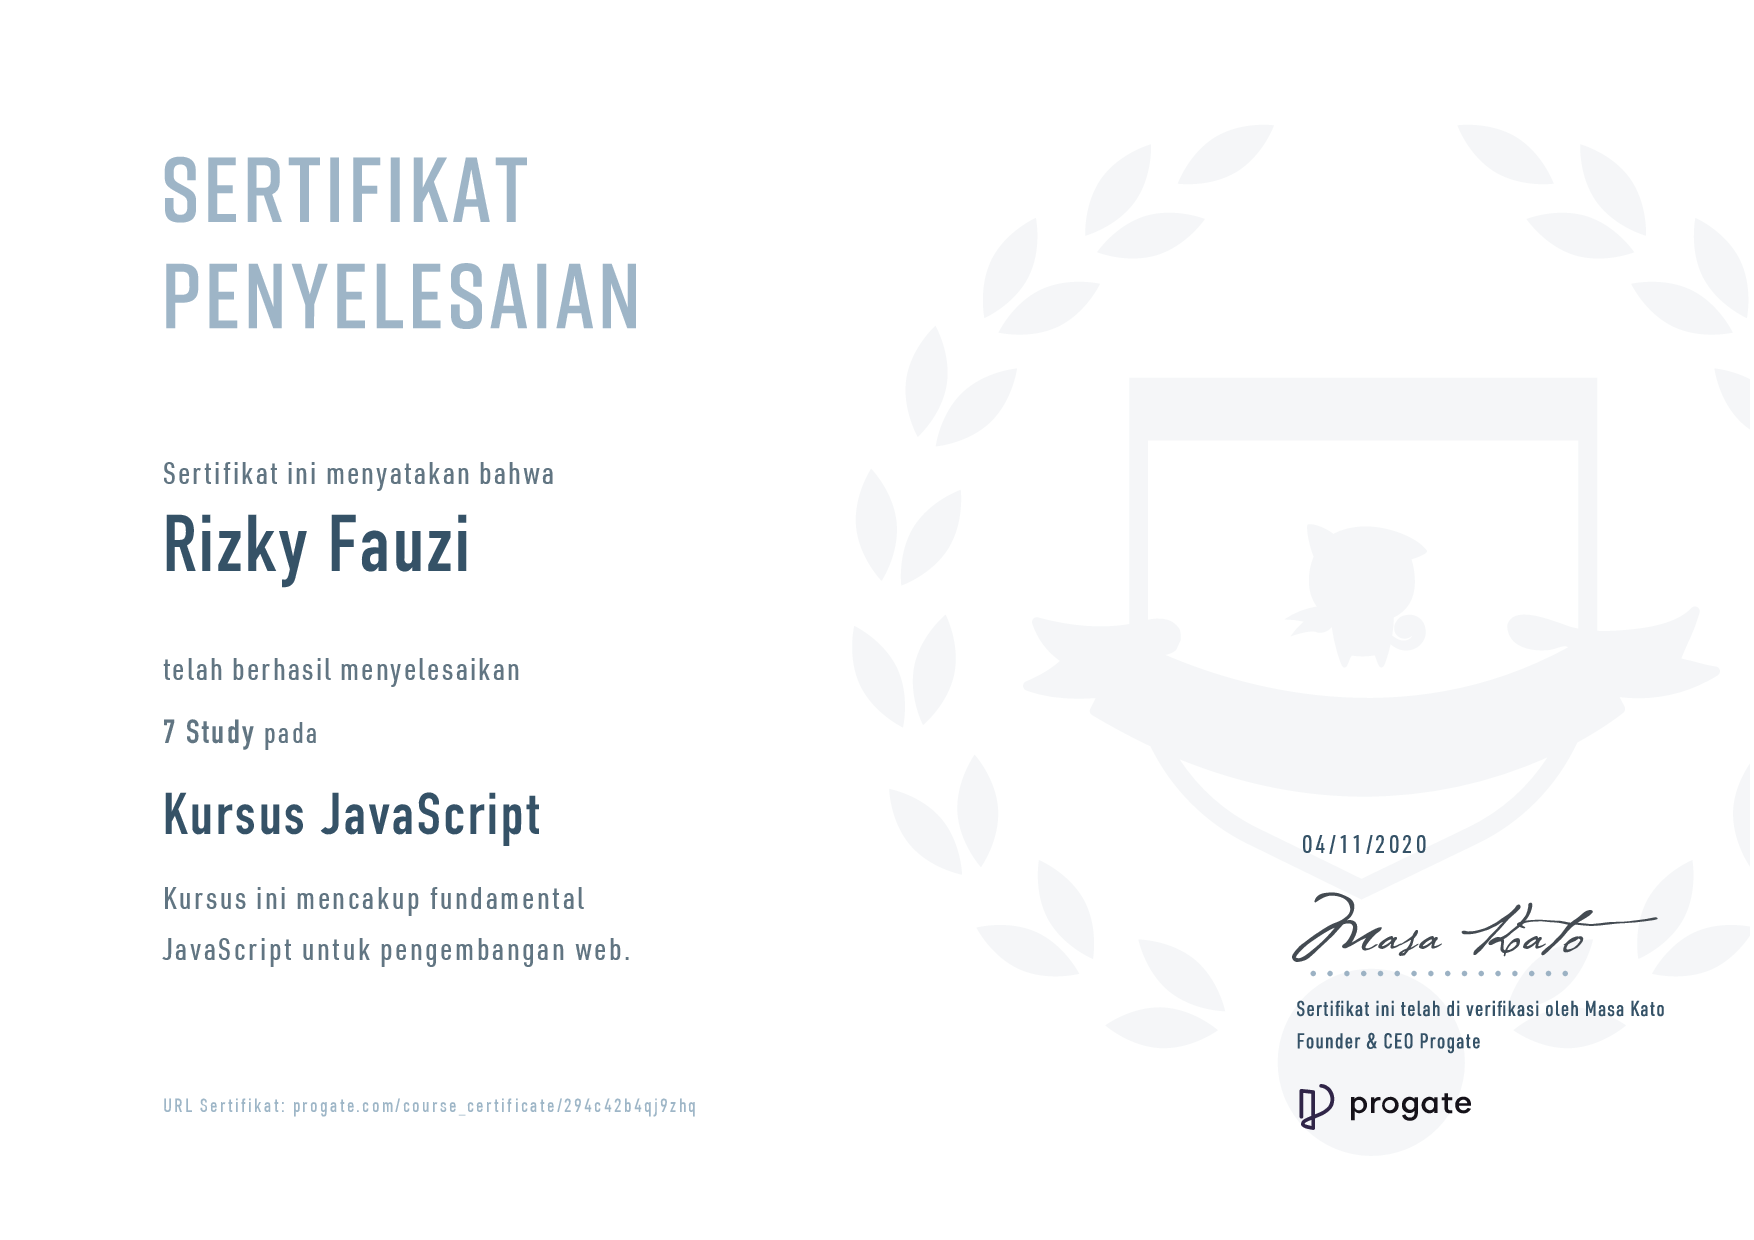 SERTIFIKAT
PENYELESAIAN
Sertifikat ini menyatakan bahwa
Rizky Fauzi
telah berhasil menyelesaikan
7 Study pada
Kursus JavaScript
Kursus ini mencakup fundamental
JavaScript untuk pengembangan web.
URL Sertifikat: progate.com/course_certificate/294c42b4qj9zhq
04/11/2020
Masa Kato
Sertifikat ini telah di verifikasi oleh Masa Kato
Founder & CEO Progate
progate